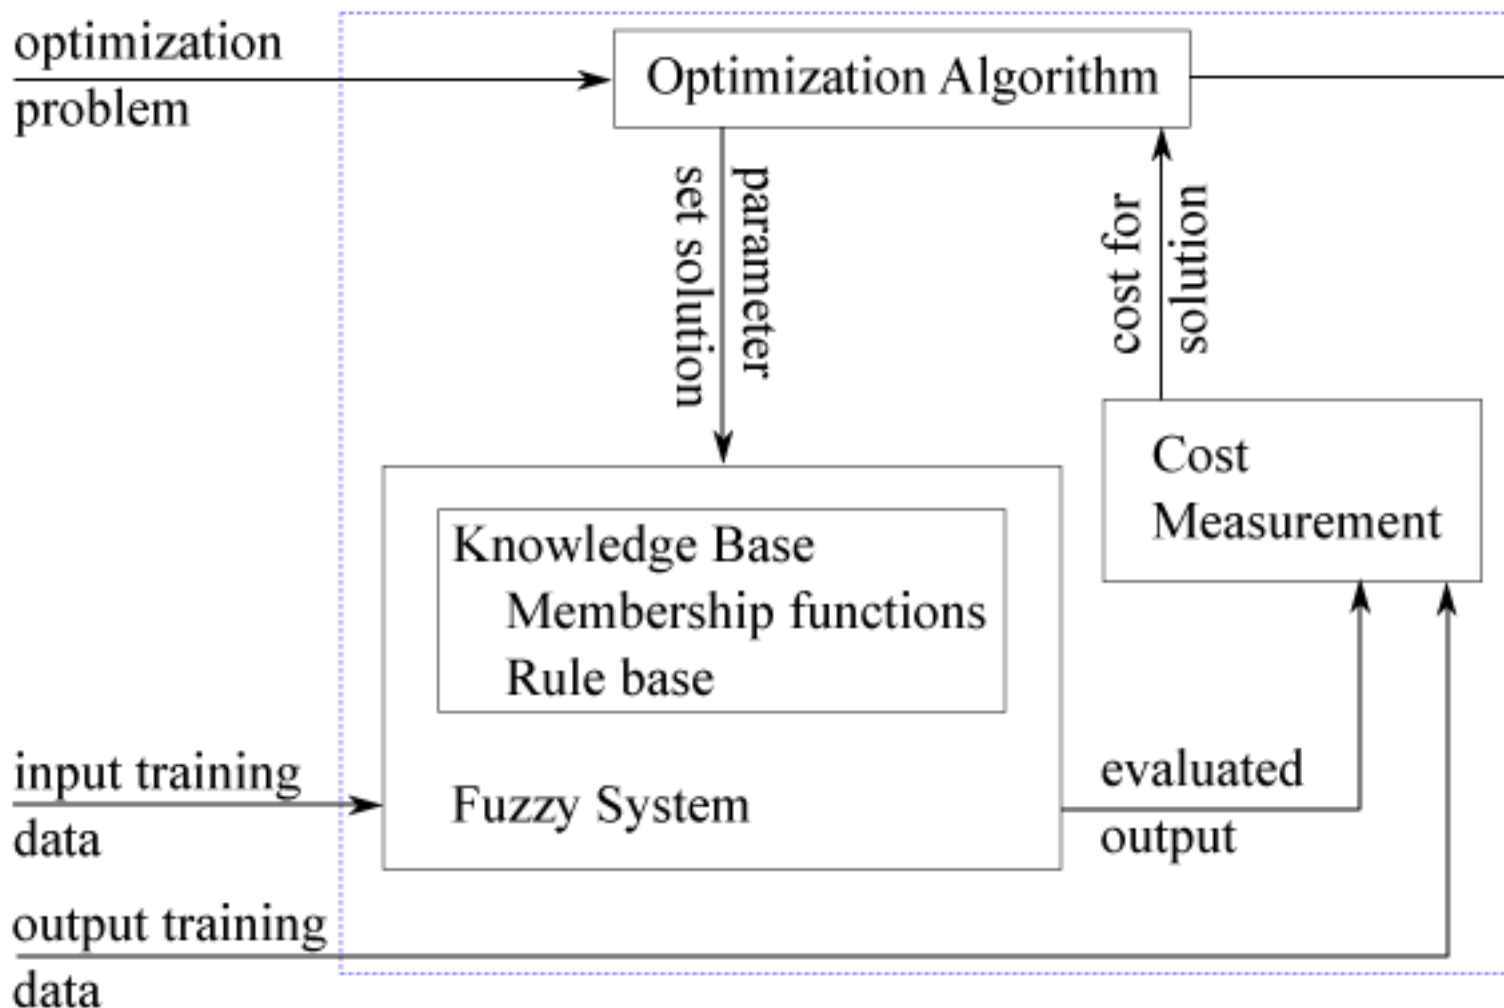 optimization
problem
Optimization Algorithm
parameter
set solution
cost for
solution
Cost
Measurement
Knowledge Base
Membership functions
Rule base
Fuzzy System
input training
data
evaluated
output
output training
data